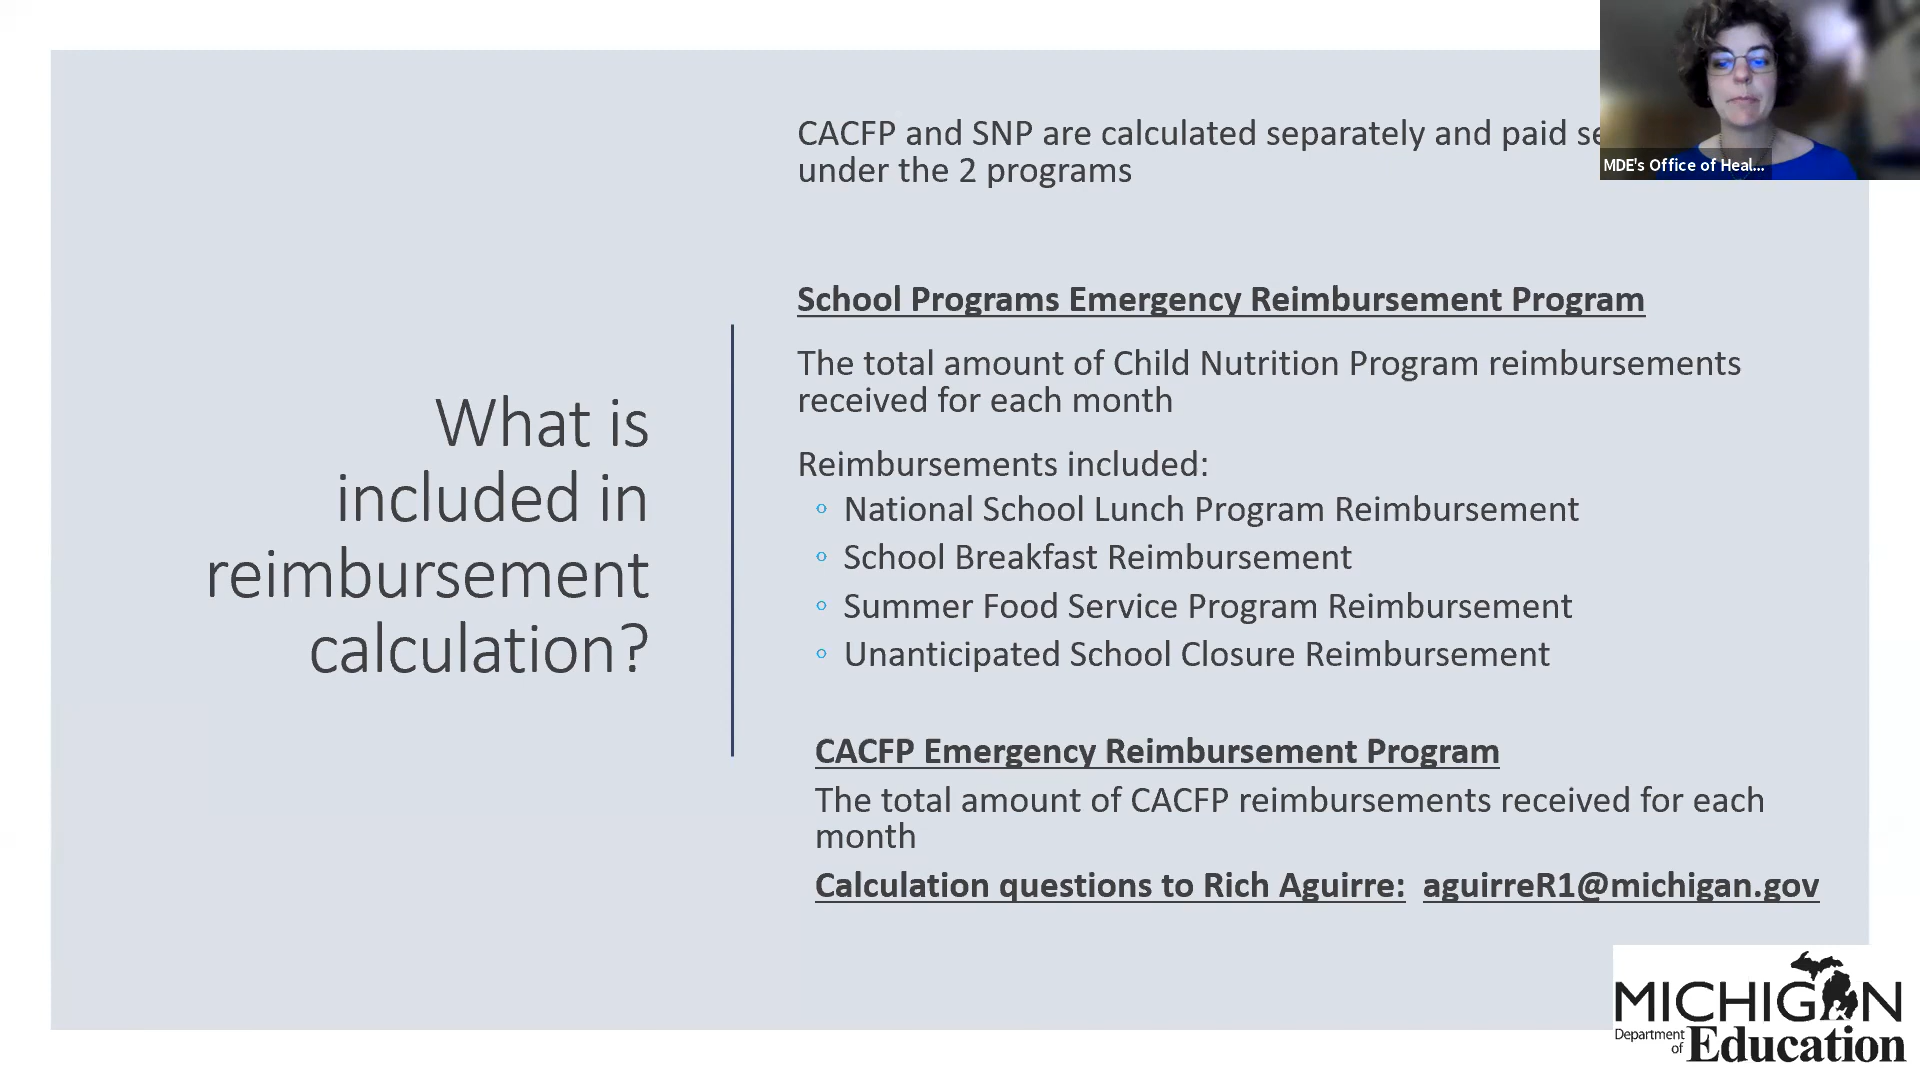 CACFP and SNP are calculated separately and paid
under the 2 programs
School Programs Emergency Reimbursement Program
The total amount of Child Nutrition Program reimbursements
received for each month
Reimbursements included:
National School Lunch Program Reimbursement
School Breakfast Reimbursement
Summer Food Service Program Reimbursement
Unanticipated School Closure Reimbursement
CACFP Emergency Reimbursement Program
The total amount of CACFP reimbursements received for each
month
Calculation questions to Rich Aguirre: aguirreR1@michigan.gov
What is
included in
reimbursement
calculation?
MDE's Office of Heal...
MICHIGAN
Department
of Education